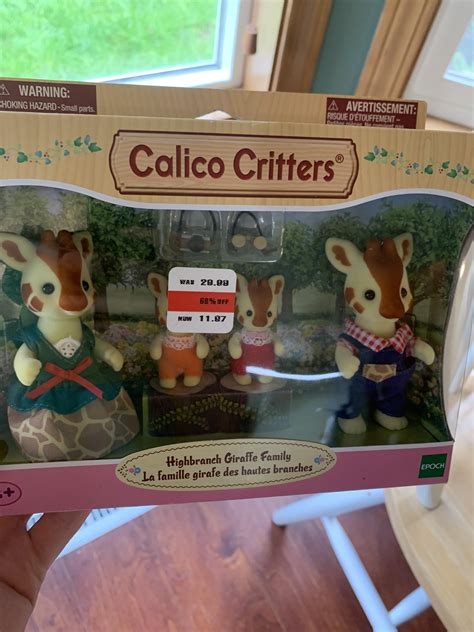 ⚠ WARNING:
CHOKING HAZARD - Small parts.
⚠ AVERTISSEMENT:
RISQUE D'ÉTOUFFEMENT -
Calico Critters®
WAS 29.99
60% OFF
NOW 11.97
Highbranch Giraffe Family
La famille girafe des hautes branches
EPOCH